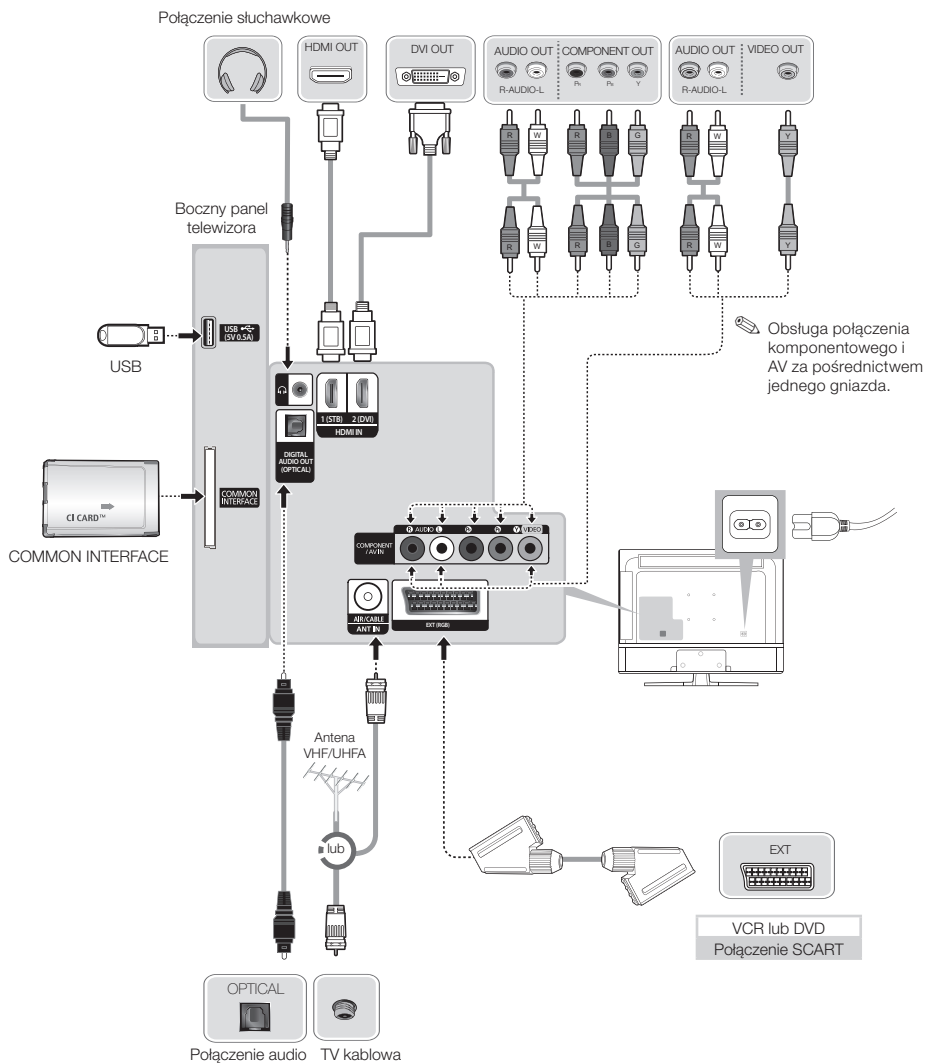 Połączenie słuchawkowe
HDMI OUT
DVI OUT
AUDIO OUT
COMPONENT OUT
AUDIO OUT
VIDEO OUT
R-AUDIO-L
PR
PB
Y
R-AUDIO-L
R
W
R
B
G
R
W
Y
R
W
R
B
G
R
W
Y
Boczny panel
telewizora
USB
(5V 0.5A)
USB
Obsługa połączenia
komponentowego i
AV za pośrednictwem
jednego gniazda.
1 (STB)
2 (DVI)
HDMI IN
DIGITAL
AUDIO OUT
(OPTICAL)
CI CARD™
COMMON
INTERFACE
COMMON INTERFACE
R AUDIO L
PR
PB
Y VIDEO
COMPONENT
/ AV IN
AIR/CABLE
ANT IN
EXT (RGB)
Antena
VHF/UHFA
lub
EXT
VCR lub DVD
Połączenie SCART
OPTICAL
Połączenie audio
TV kablowa